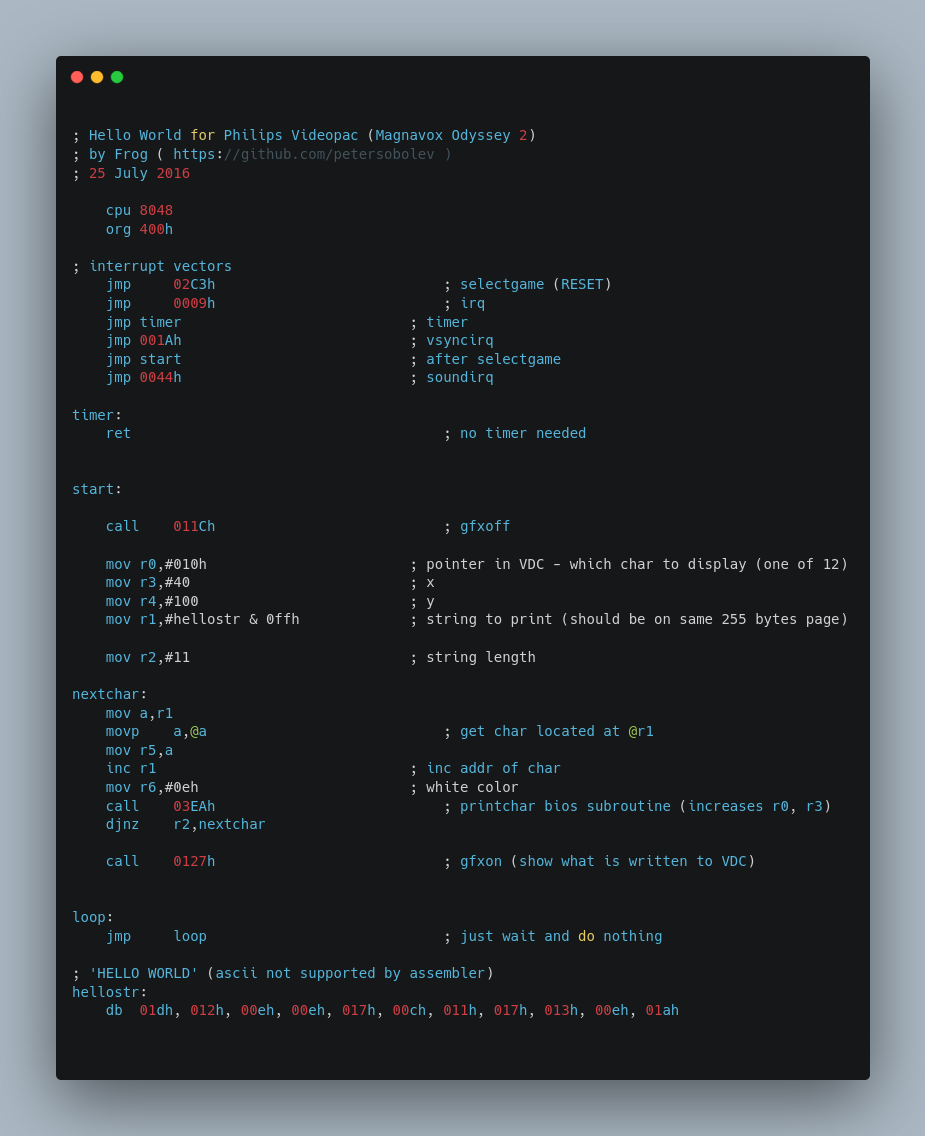 ; Hello World for Philips Videopac (Magnavox Odyssey 2)
; by Frog ( https://github.com/petersobolev )
; 25 July 2016
cpu 8048
org 400h
; interrupt vectors
jmp 02C3h ; selectgame (RESET)
jmp 0009h ; irq
jmp timer ; timer
jmp 001Ah ; vsyncirq
jmp start ; after selectgame
jmp 0044h ; soundirq
timer:
ret ; no timer needed
start:
call 011Ch ; gfxoff
mov r0,#010h ; pointer in VDC - which char to display (one of 12)
mov r3,#40 ; x
mov r4,#100 ; y
mov r1,#hellostr & 0ffh ; string to print (should be on same 255 bytes page)
mov r2,#11 ; string length
nextchar:
mov a,r1
movp a,@a ; get char located at @r1
mov r5,a
inc r1 ; inc addr of char
mov r6,#0eh ; white color
call 03EAh ; printchar bios subroutine (increases r0, r3)
djnz r2,nextchar
call 0127h ; gfxon (show what is written to VDC)
loop:
jmp loop ; just wait and do nothing
; 'HELLO WORLD' (ascii not supported by assembler)
hellostr:
db 01dh, 012h, 00eh, 00eh, 017h, 00ch, 011h, 017h, 013h, 00eh, 01ah